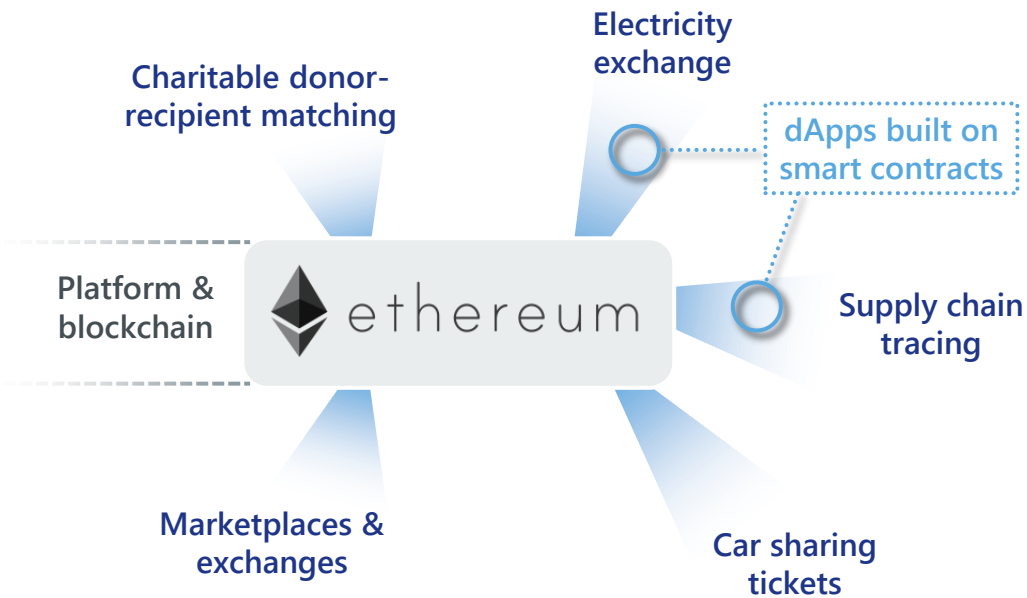 Electricity
exchange
Charitable donor-
recipient matching
dApps built on
smart contracts
Platform &
blockchain
ethereum
Supply chain
tracing
Marketplaces &
exchanges
Car sharing
tickets